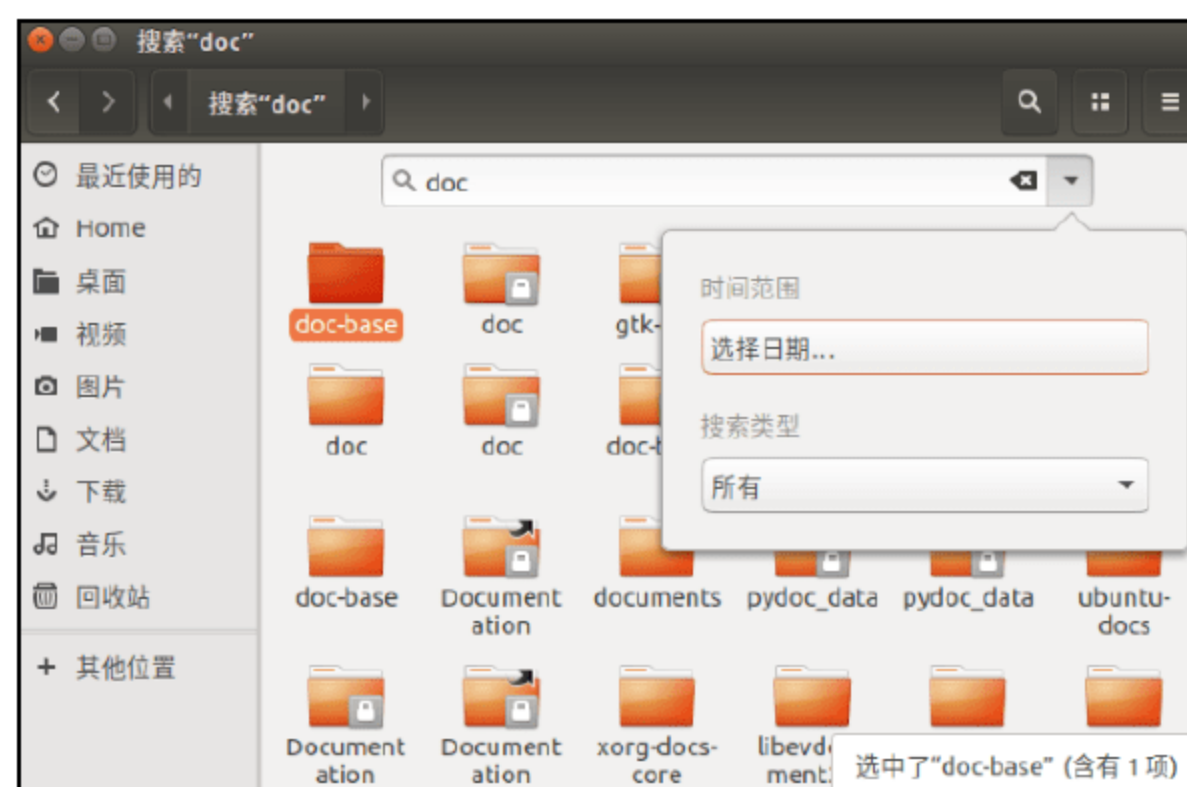 搜索“doc”
搜索“doc”
最近使用的
Home
桌面
视频
图片
文档
下载
音乐
回收站
其他位置
doc
时间范围
选择日期...
搜索类型
所有
doc-base
doc
gtk-
doc
doc
doc-b
doc-base
Document
ation
Document
ation
documents
pydoc_data
pydoc_data
ubuntu-
docs
Document
ation
xorg-docs-
core
libevd
ment
选中了“doc-base” (含有 1 项)